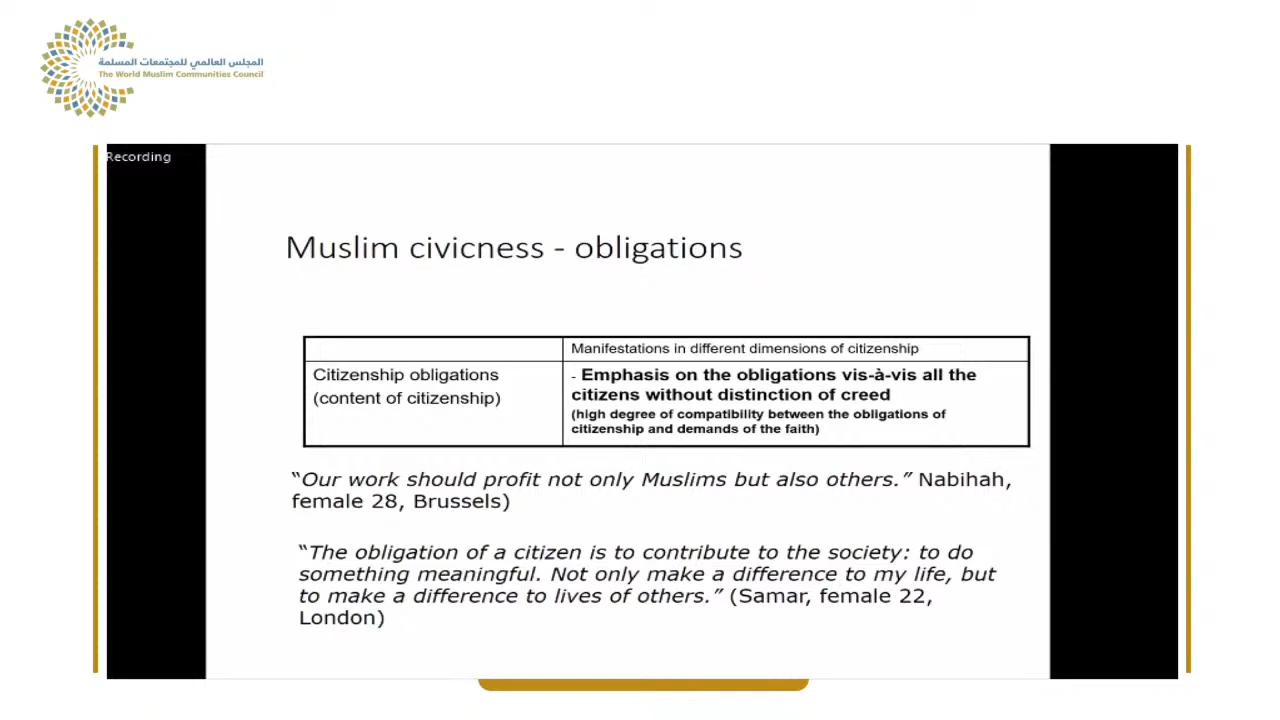 المجلس العالمي للمجتمعات المسلمة
The World Muslim Communities Council
Recording
Muslim civicness - obligations
Manifestations in different dimensions of citizenship
Citizenship obligations
(content of citizenship)
- Emphasis on the obligations vis-à-vis all the
citizens without distinction of creed
(high degree of compatibility between the obligations of
citizenship and demands of the faith)
“Our work should profit not only Muslims but also others.” Nabihah,
female 28, Brussels)
“The obligation of a citizen is to contribute to the society: to do
something meaningful. Not only make a difference to my life, but
to make a difference to lives of others.” (Samar, female 22,
London)